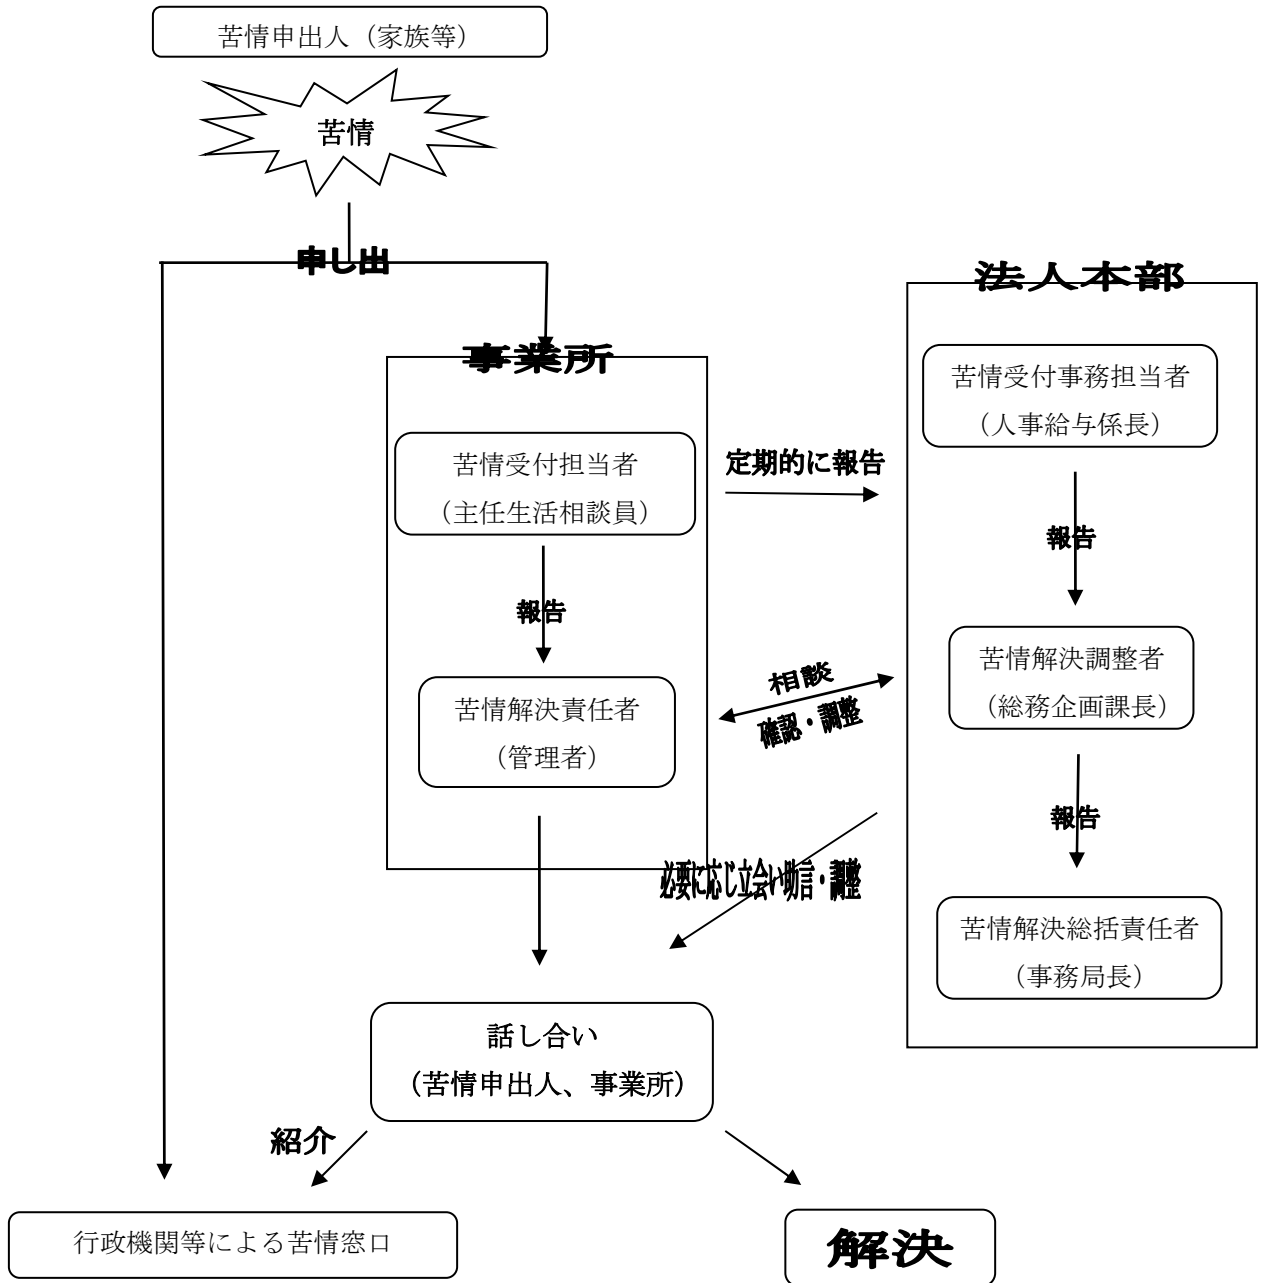 苦情申出人（家族等）
苦情
申し出
法人本部
事業所
苦情受付事務担当者
（人事給与係長）
苦情受付担当者
（主任生活相談員）
定期的に報告
報告
報告
苦情解決調整者
（総務企画課長）
相談
確認・調整
苦情解決責任者
（管理者）
報告
必要に応じ立会い助言・調整
苦情解決総括責任者
（事務局長）
話し合い
（苦情申出人、事業所）
紹介
行政機関等による苦情窓口
解決